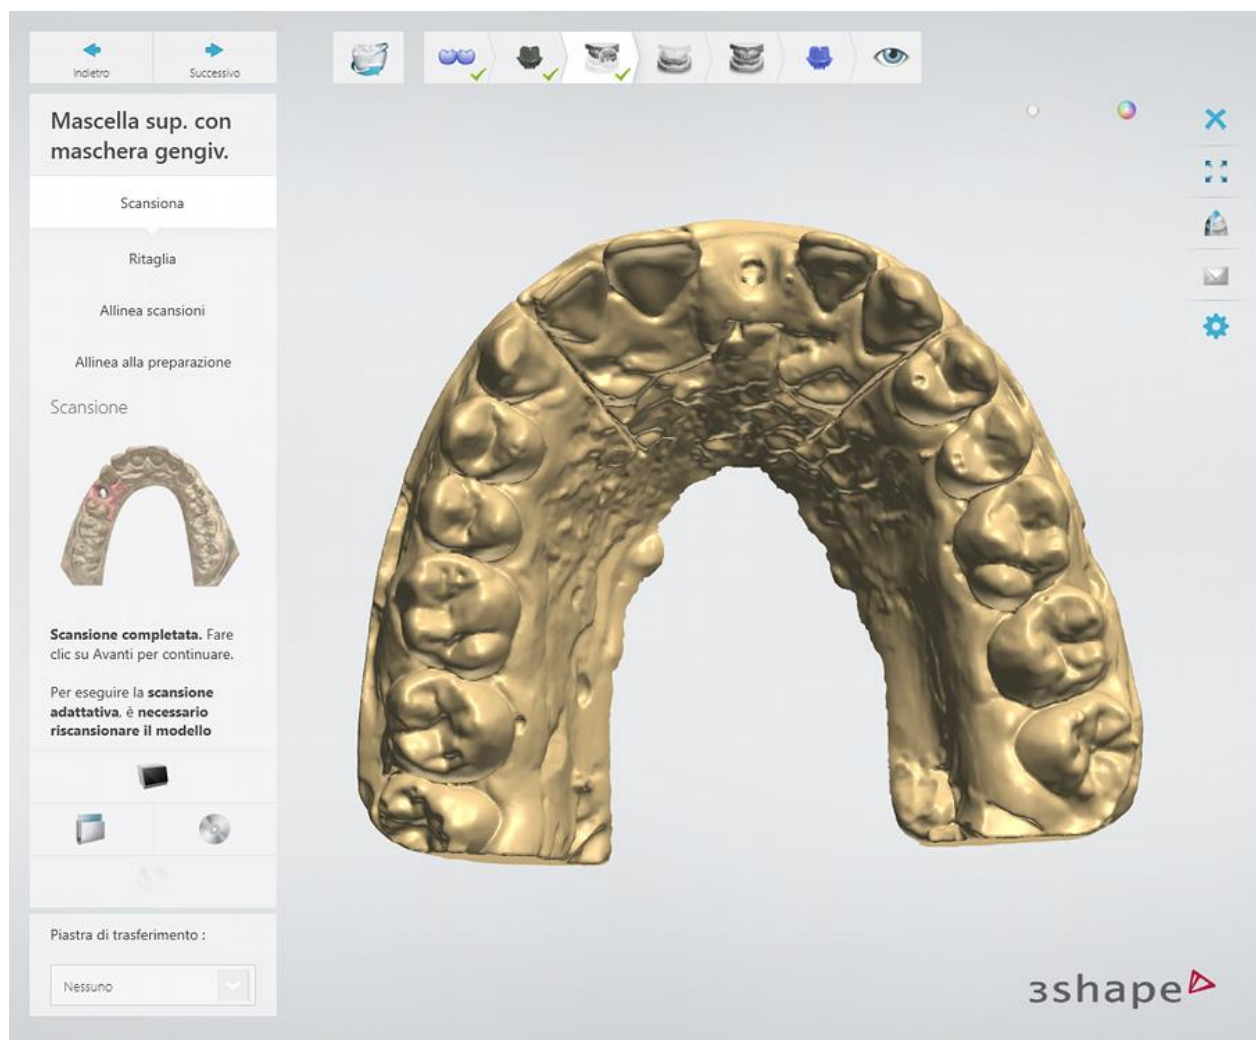 Indietro
Successivo
Mascella sup. con
maschera gengiv.
Scansiona
Ritaglia
Allinea scansioni
Allinea alla preparazione
Scansione
Scansione completata. Fare
clic su Avanti per continuare.
Per eseguire la scansione
adattativa, è necessario
riscansionare il modello
Piastra di trasferimento :
Nessuno
3shape